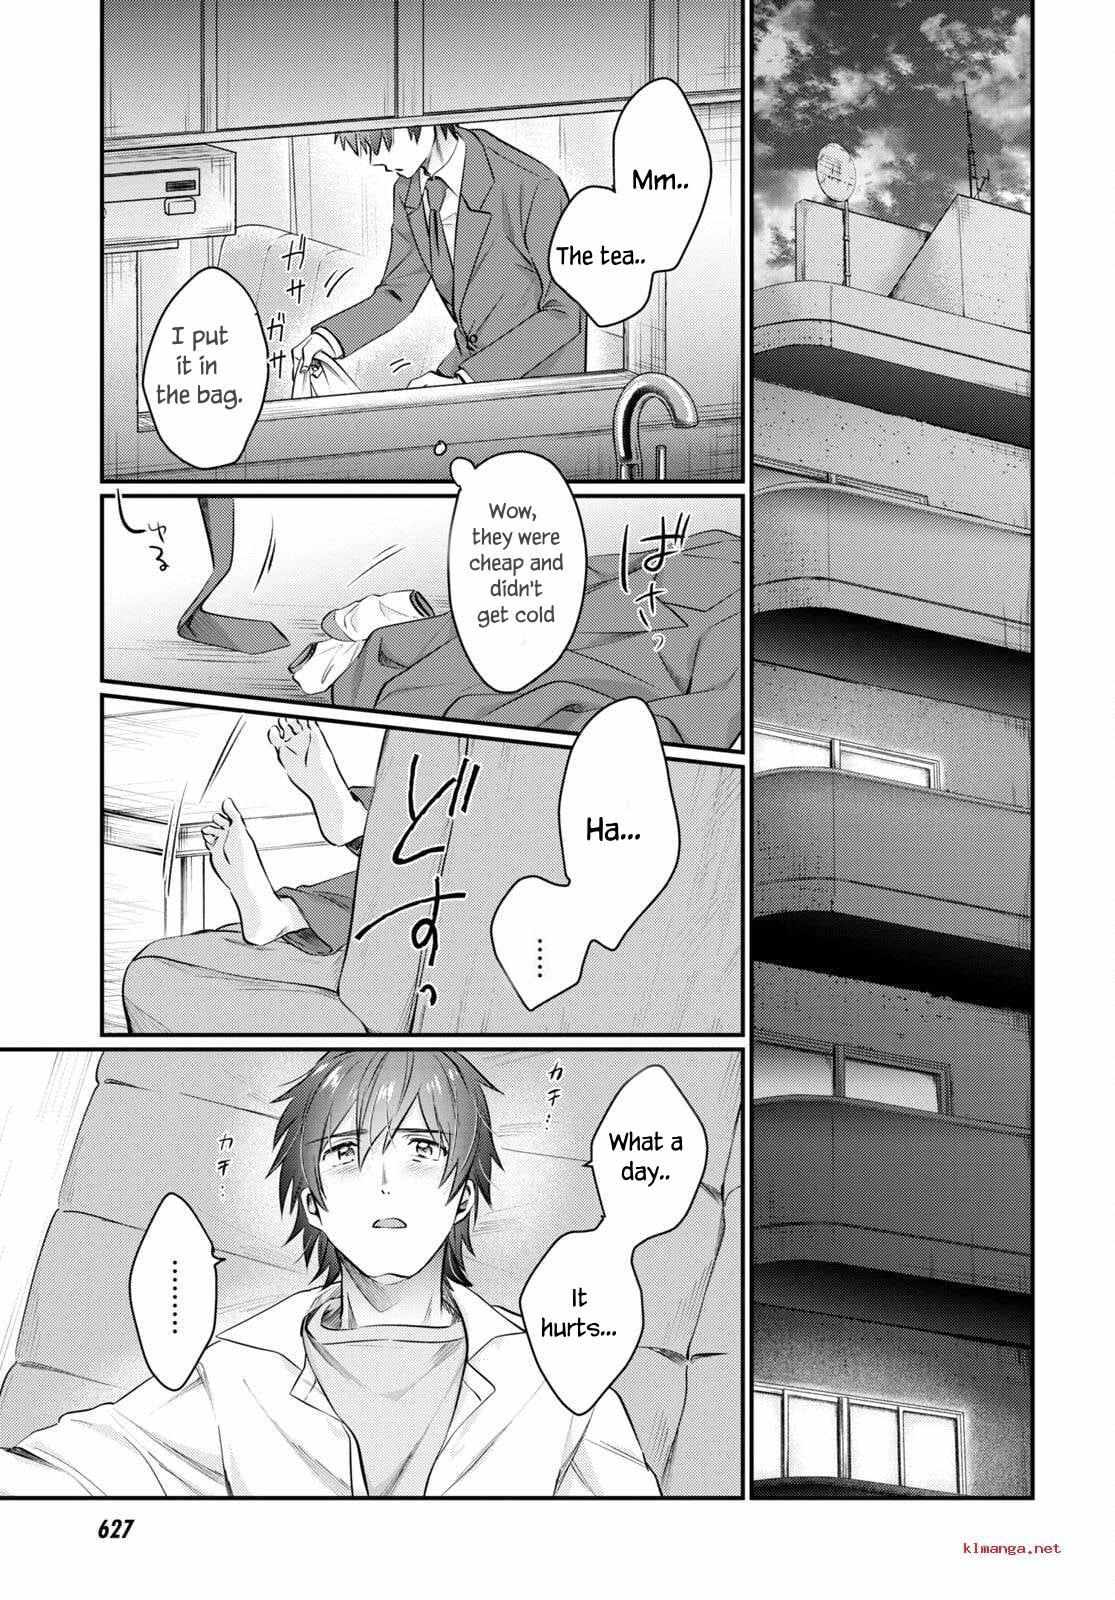 Mm..
The tea..
ガサ
ガサ
I put
it in
the bag.
Wow,
they were
cheap and
didn't
get cold
ばさっ
しゅる
Ha...
......
どすっ
What a
day..
It
hurts...
カチ…
カチ…
........
627
klmanga.net